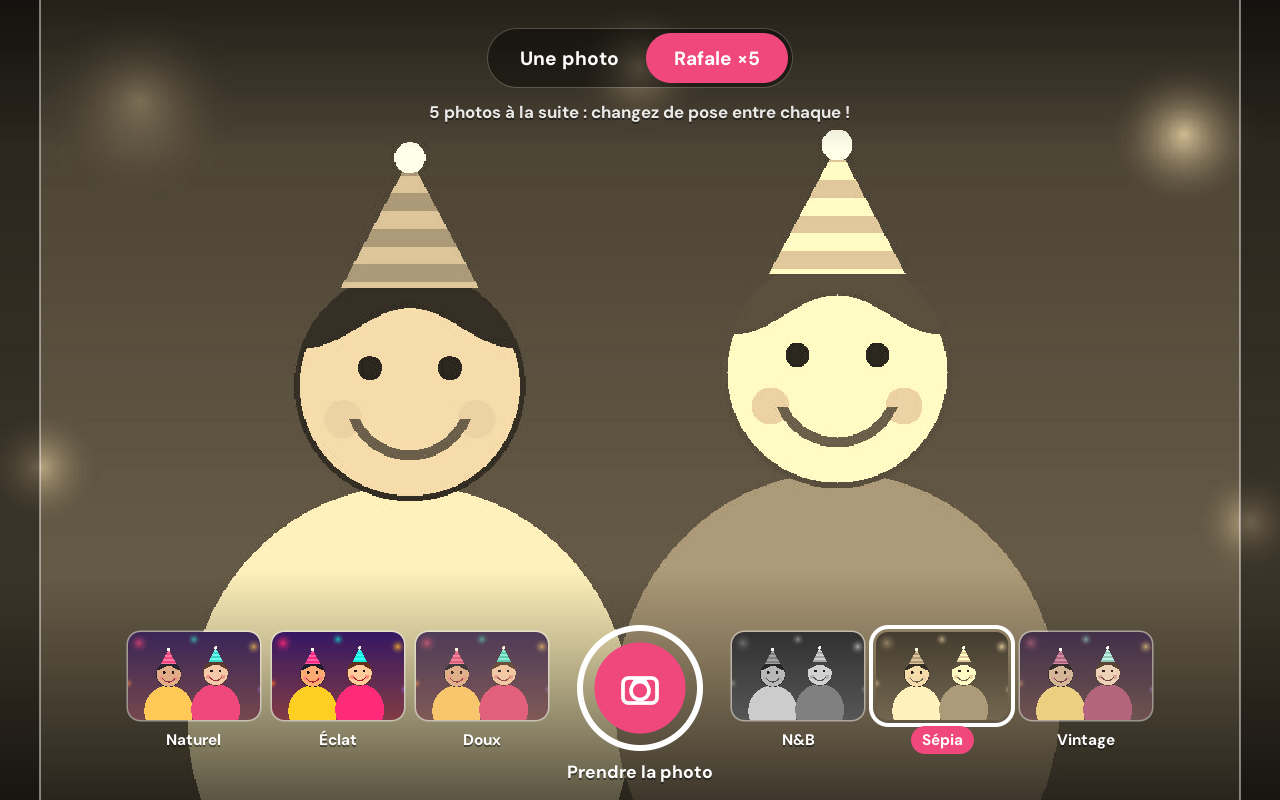 Une photo
Rafale ×5
5 photos à la suite : changez de pose entre chaque !
Naturel
Éclat
Doux
N&B
Sépia
Vintage
Prendre la photo